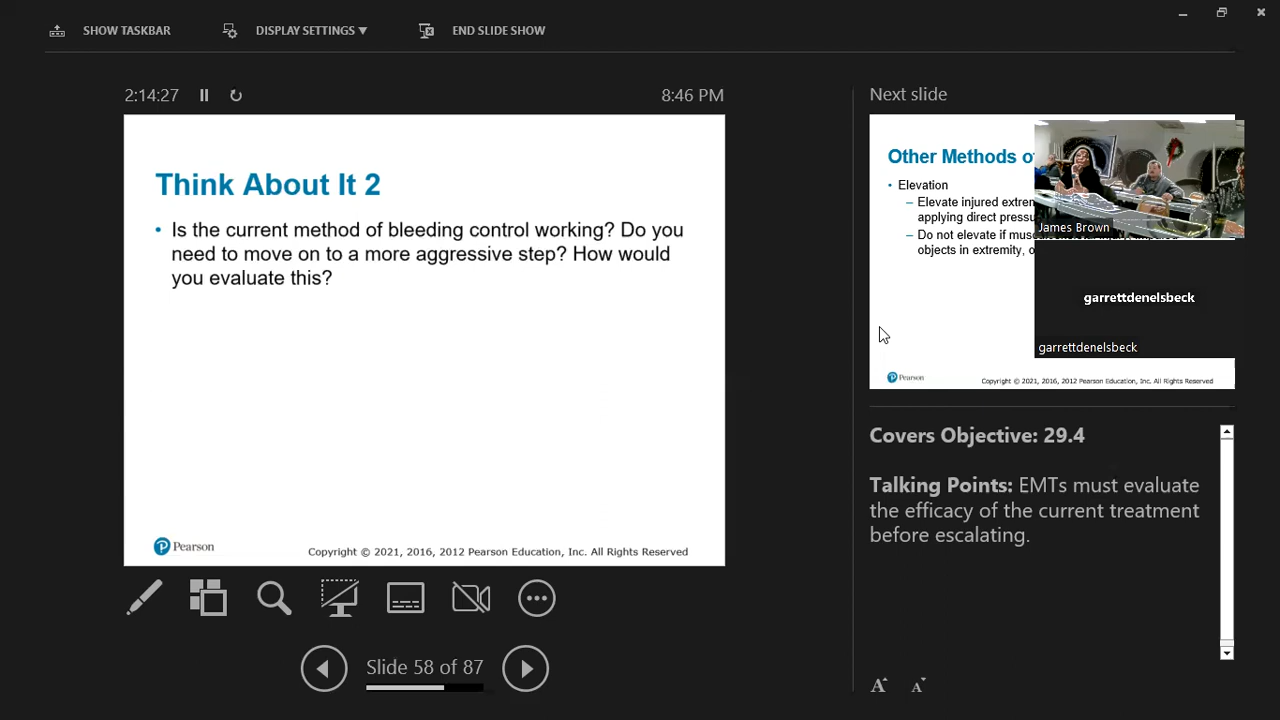 SHOW TASKBAR
DISPLAY SETTINGS ▼
END SLIDE SHOW
2:14:27
8:46 PM
Think About It 2
• Is the current method of bleeding control working? Do you
need to move on to a more aggressive step? How would
you evaluate this?
Pearson
Copyright © 2021, 2016, 2012 Pearson Education, Inc. All Rights Reserved
Slide 58 of 87
Next slide
Other Methods
• Elevation
– Elevate injured
applying direct
– Do not elevate if
objects in extremity,
Pearson
Copyright © 2021, 2016, 2012 Pearson Education, Inc. All Rights Reserved
James Brown
garrettdenelsbeck
garrettdenelsbeck
Covers Objective: 29.4
Talking Points: EMTs must evaluate
the efficacy of the current treatment
before escalating.
A
A